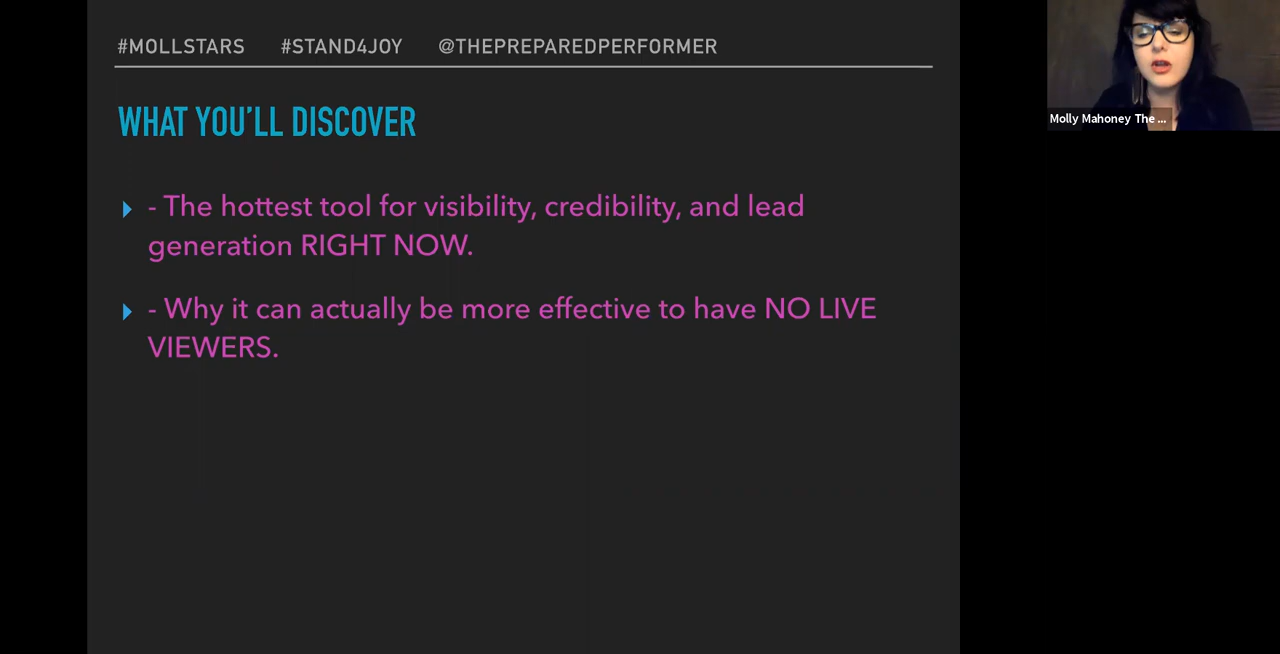 #MOLLSTARS #STAND4JOY @THEPREPAREDPERFORMER
WHAT YOU'LL DISCOVER
- The hottest tool for visibility, credibility, and lead
generation RIGHT NOW.
- Why it can actually be more effective to have NO LIVE
VIEWERS.
Molly Mahoney The ...